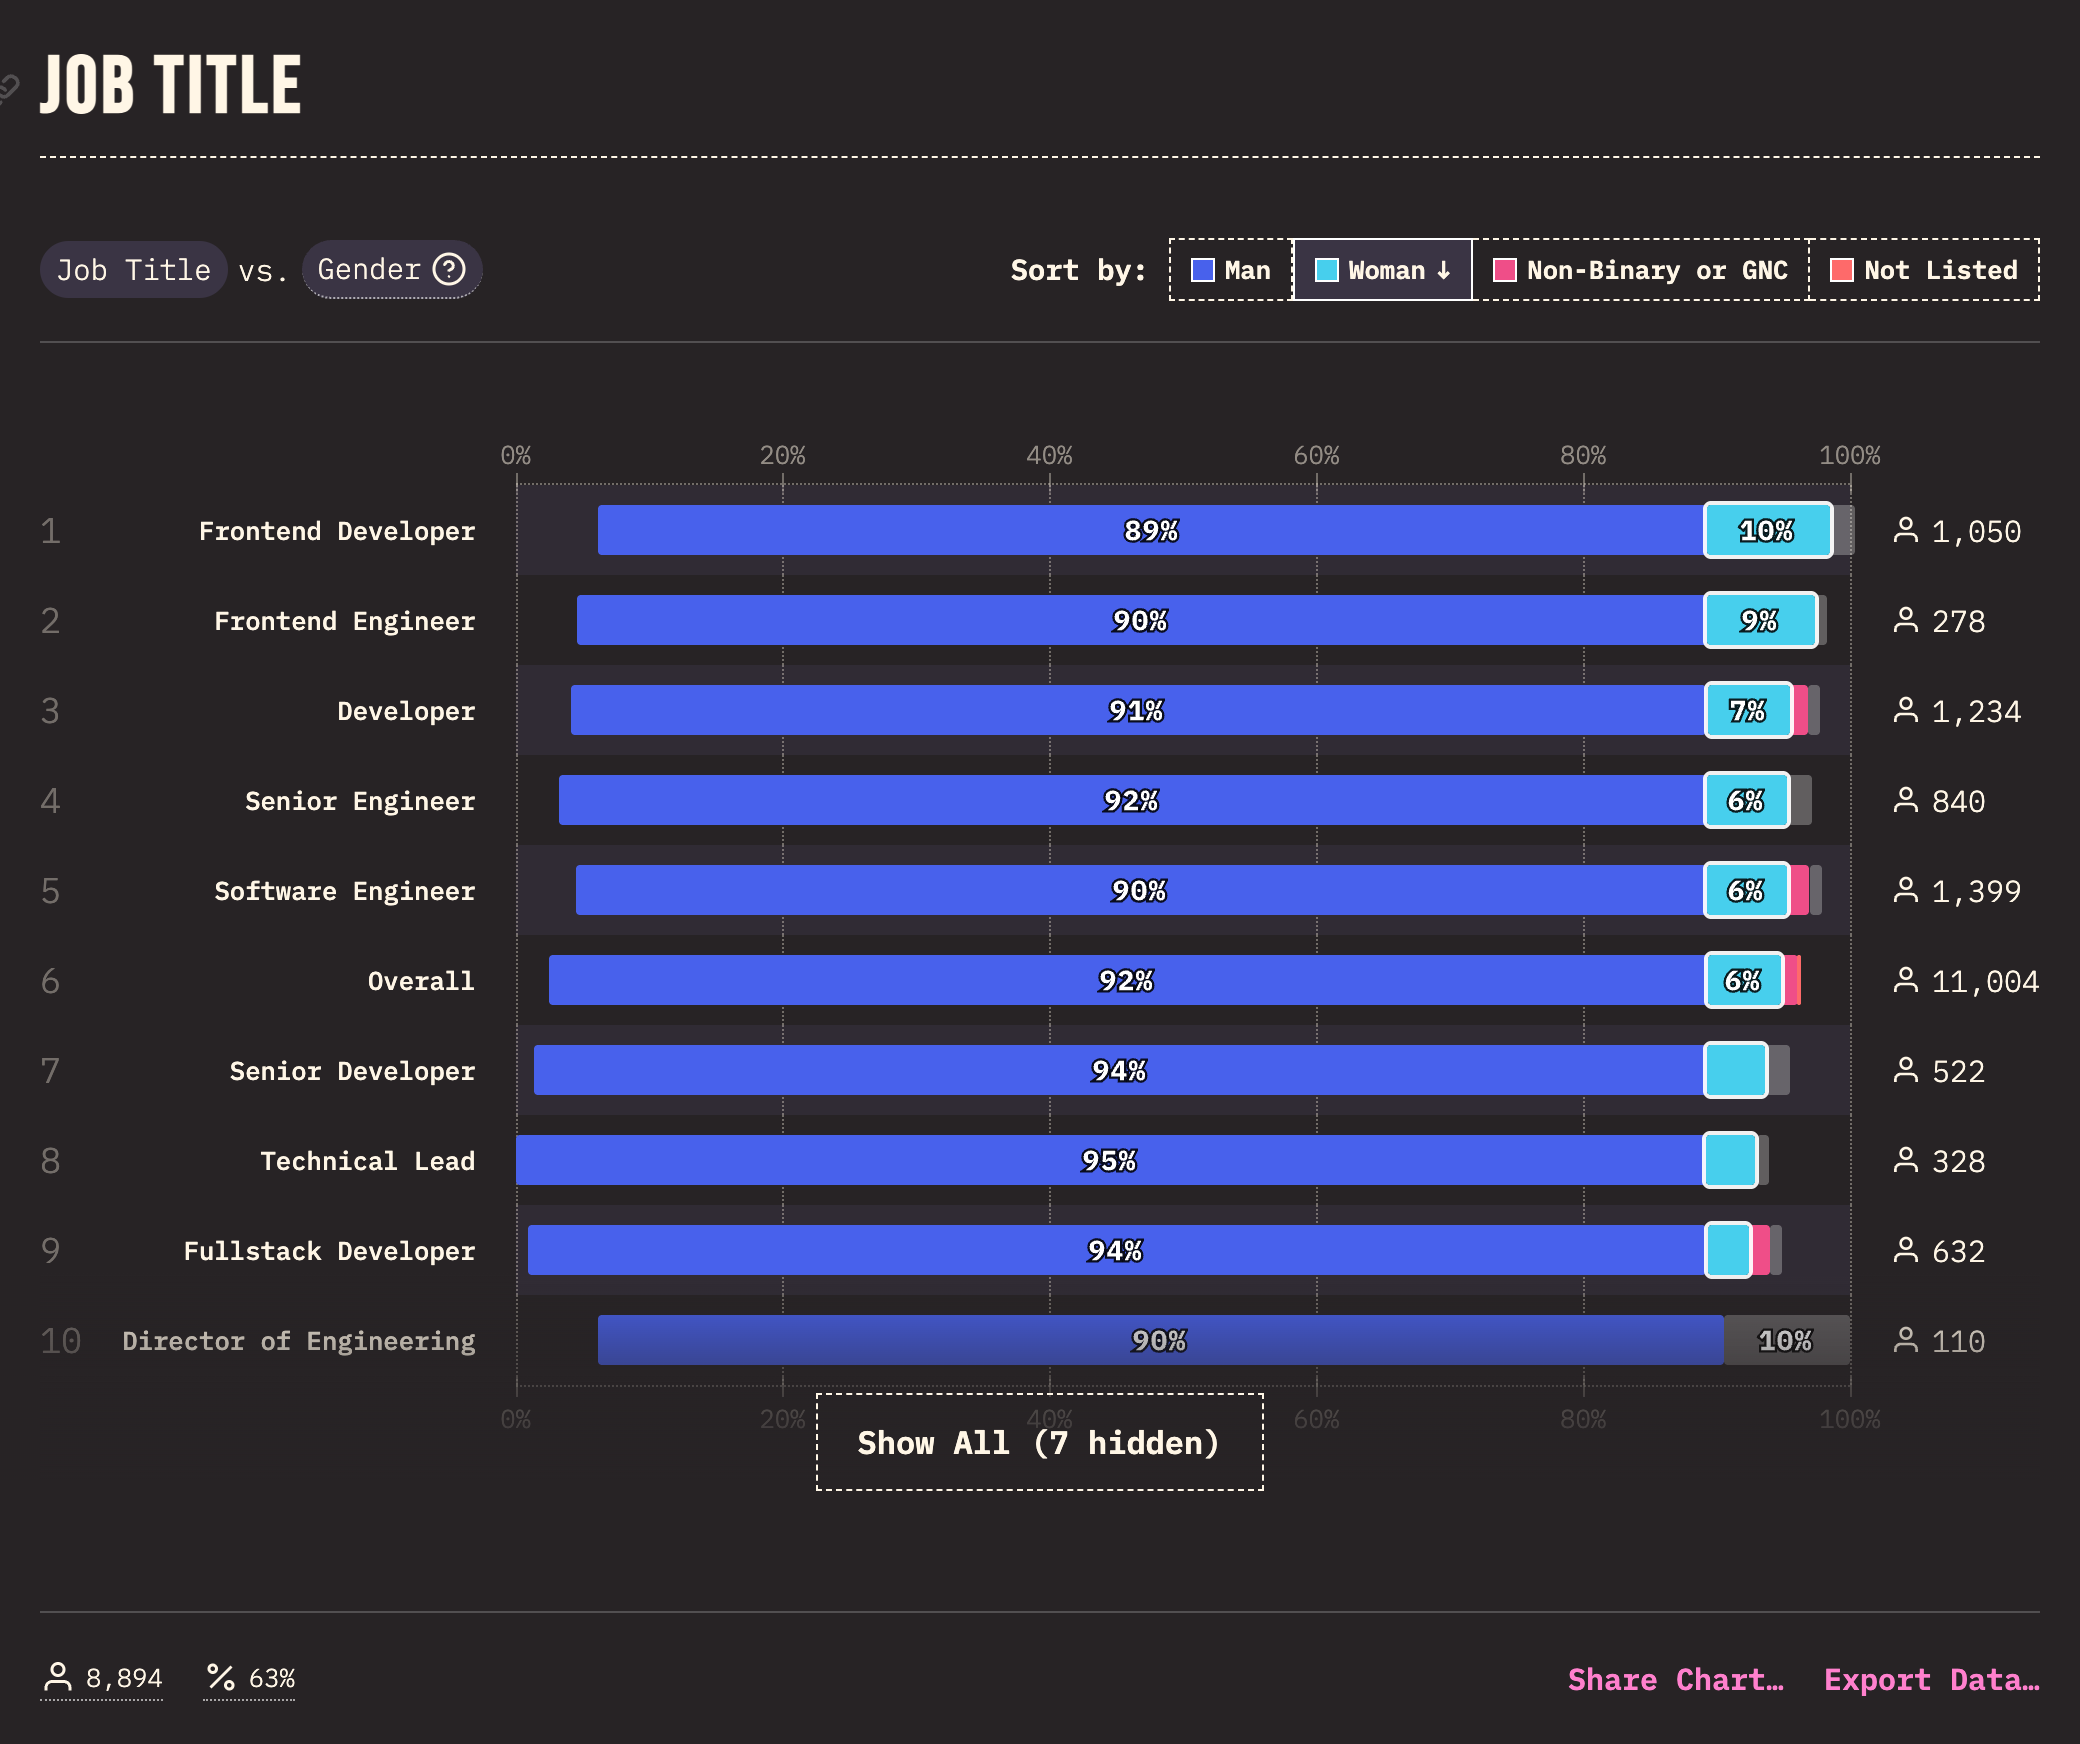 JOB TITLE
Job Title vs. Gender ?
Sort by: Man Woman ↓ Non-Binary or GNC Not Listed
0% 20% 40% 60% 80% 100%
1 Frontend Developer 89% 10% 1,050
2 Frontend Engineer 90% 9% 278
3 Developer 91% 7% 1,234
4 Senior Engineer 92% 6% 840
5 Software Engineer 90% 6% 1,399
6 Overall 92% 6% 11,004
7 Senior Developer 94% 522
8 Technical Lead 95% 328
9 Fullstack Developer 94% 632
10 Director of Engineering 90% 10% 110
0% 20% 40% 60% 80% 100%
Show All (7 hidden)
8,894 % 63%
Share Chart… Export Data…